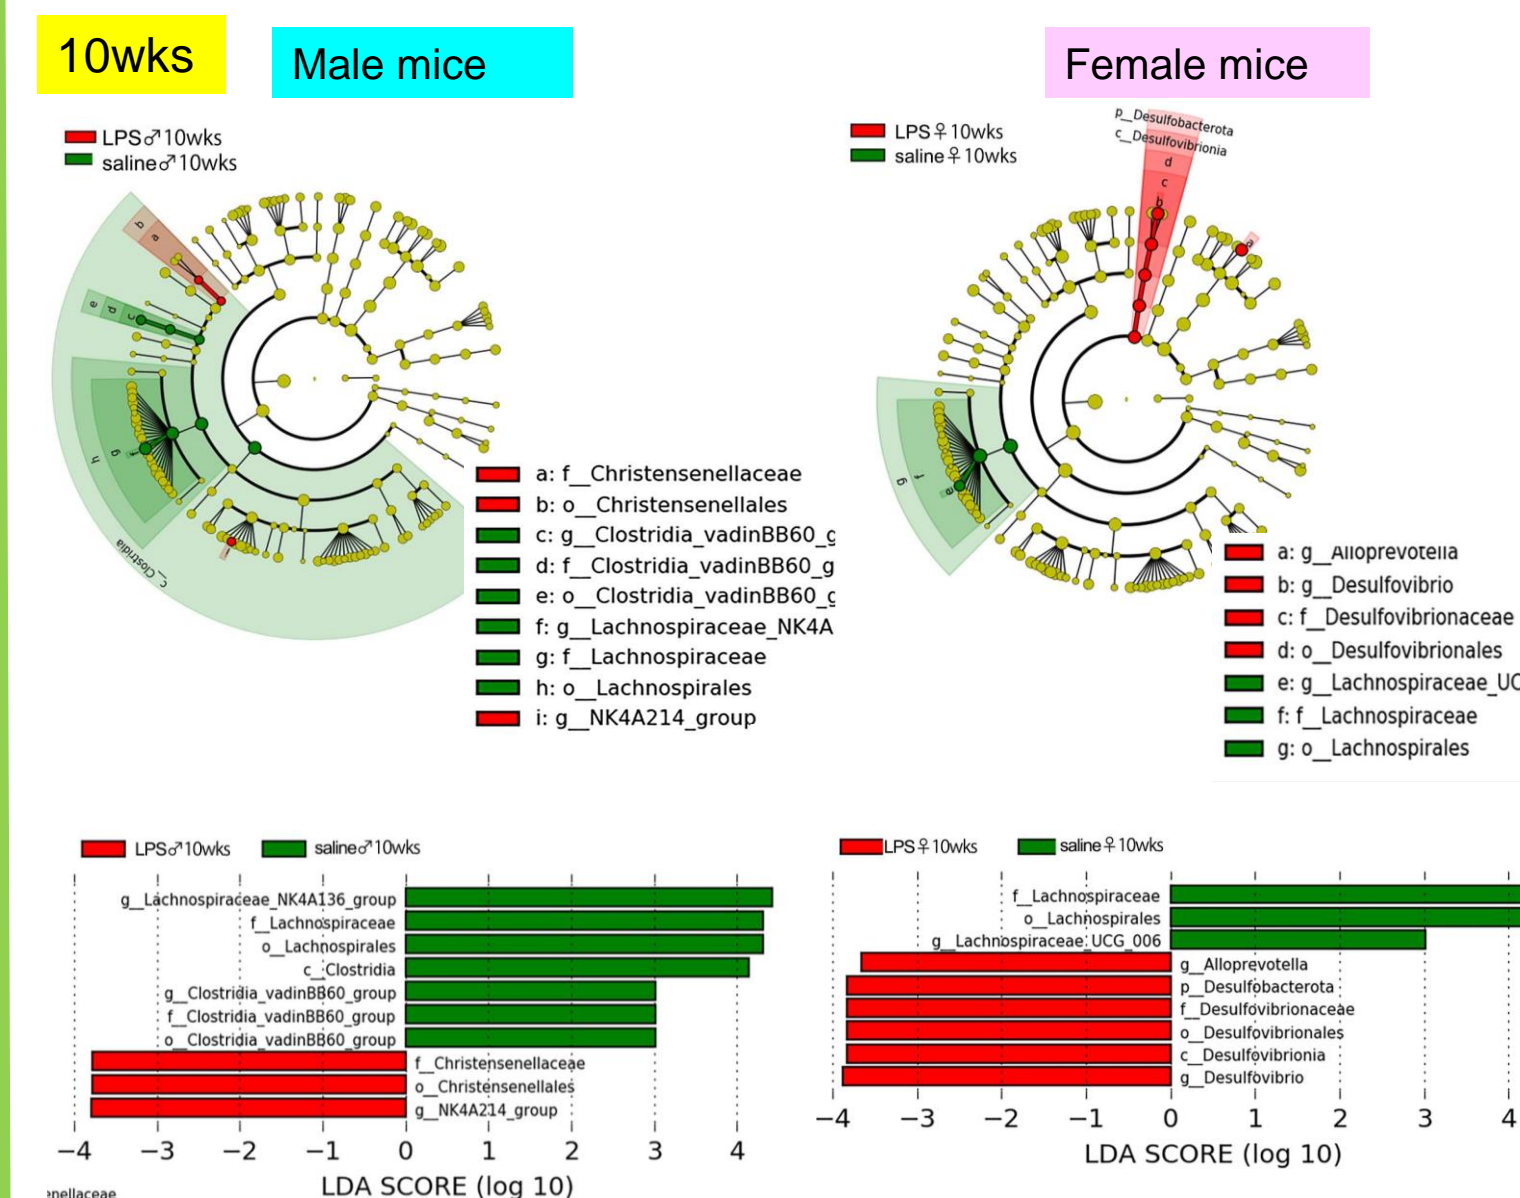 10wks
Male mice
Female mice
LPS♂10wks
saline♂10wks
b
a
e
d
c
h
g
f
c_Clostridia
i
a: f__Christensenellaceae
b: o__Christensenellales
c: g__Clostridia_vadinBB60_g
d: f__Clostridia_vadinBB60_g
e: o__Clostridia_vadinBB60_g
f: g__Lachnospiraceae_NK4A
g: f__Lachnospiraceae
h: o__Lachnospirales
i: g__NK4A214_group
LPS♀10wks
saline♀10wks
p__Desulfobacterota
c__Desulfovibrionia
d
c
b
a
g
f
e
a: g__Alloprevotella
b: g__Desulfovibrio
c: f__Desulfovibrionaceae
d: o__Desulfovibrionales
e: g__Lachnospiraceae_UC
f: f__Lachnospiraceae
g: o__Lachnospirales
LPS♂10wks saline♂10wks
g__Lachnospiraceae_NK4A136_group
f__Lachnospiraceae
o__Lachnospirales
c__Clostridia
g__Clostridia_vadinBB60_group
f__Clostridia_vadinBB60_group
o__Clostridia_vadinBB60_group
f__Christensenellaceae
o__Christensenellales
g__NK4A214_group
−4 −3 −2 −1 0 1 2 3 4
LDA SCORE (log 10)
enellaceae
LPS♀10wks saline♀10wks
f__Lachnospiraceae
o__Lachnospirales
g__Lachnospiraceae_UCG_006
g__Alloprevotella
p__Desulfobacterota
f__Desulfovibrionaceae
o__Desulfovibrionales
c__Desulfovibrionia
g__Desulfovibrio
−4 −3 −2 −1 0 1 2 3 4
LDA SCORE (log 10)